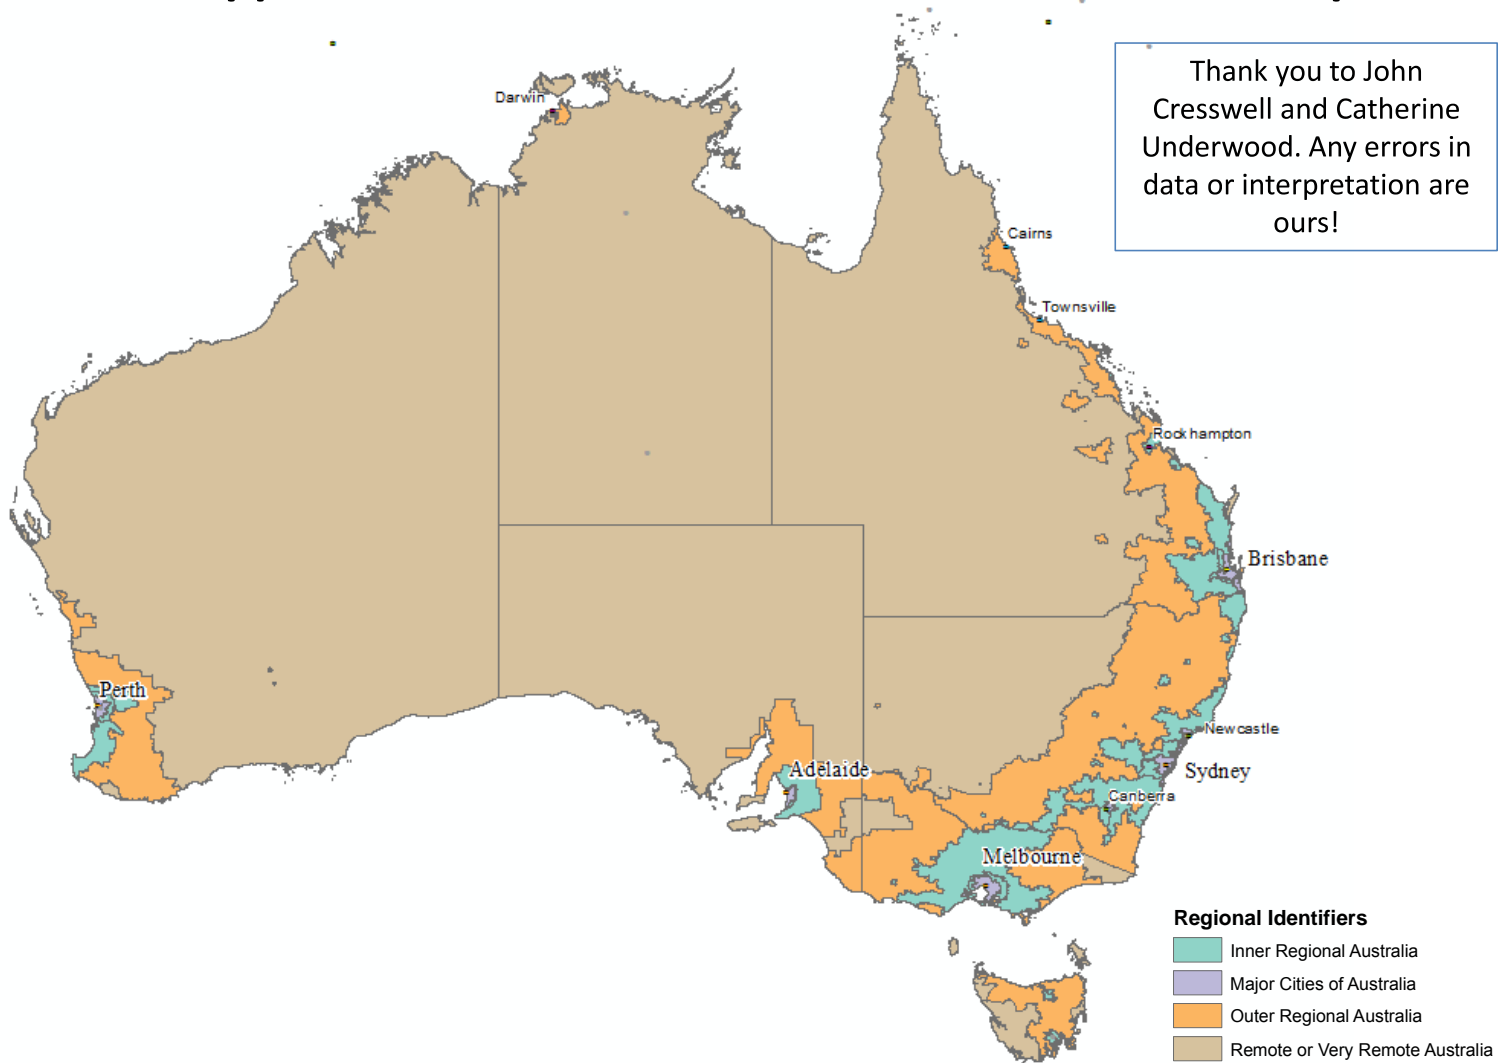 Thank you to John
Cresswell and Catherine
Underwood. Any errors in
data or interpretation are
ours!
Darwin
Cairns
Townsville
Rockhampton
Brisbane
Perth
Newcastle
Adelaide
Sydney
Canberra
Melbourne
Regional Identifiers
Inner Regional Australia
Major Cities of Australia
Outer Regional Australia
Remote or Very Remote Australia